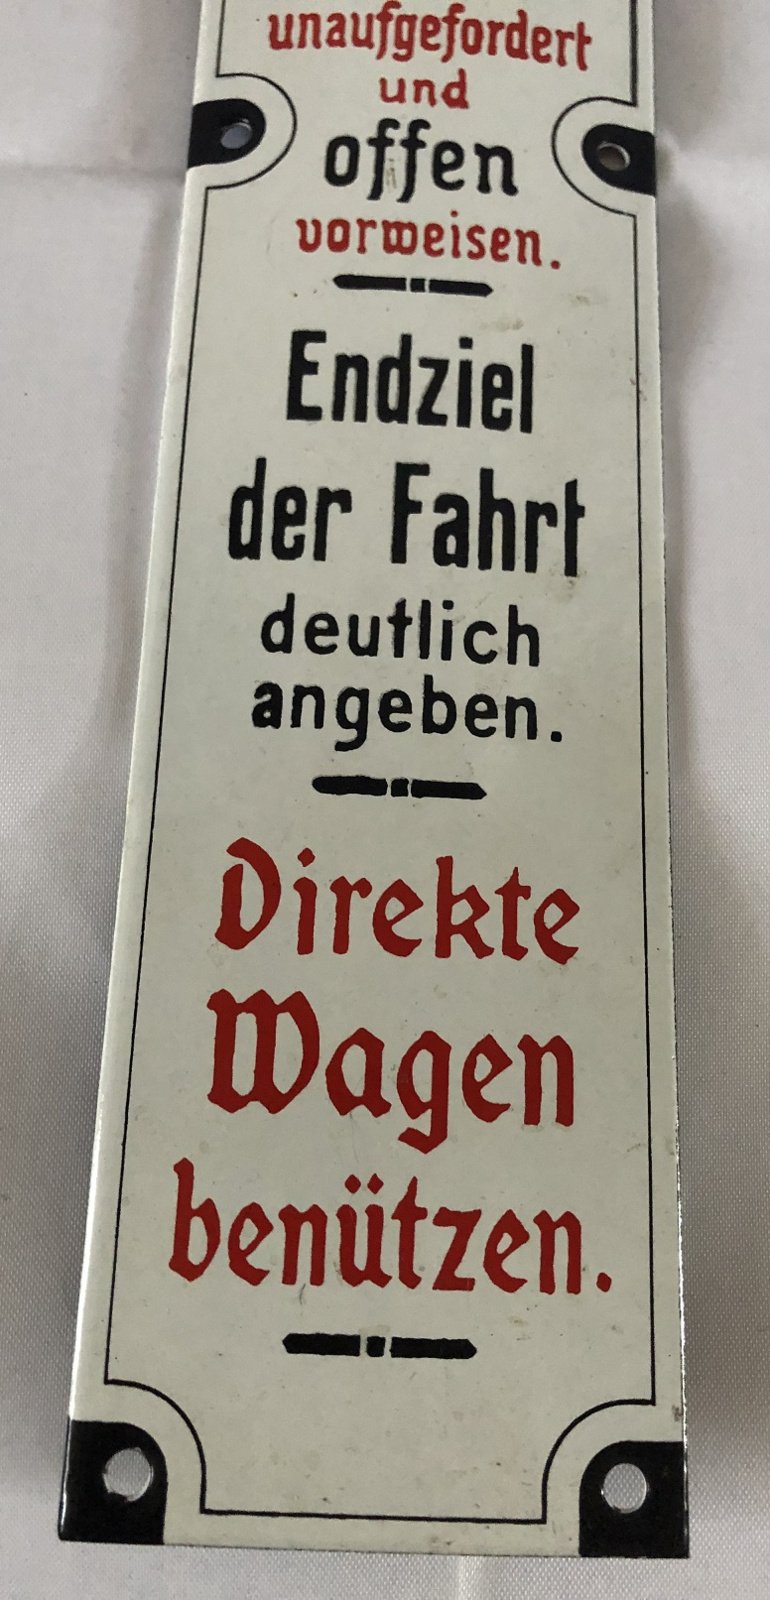 unaufgefordert
und
offen
vorweisen.
Endziel
der Fahrt
deutlich
angeben.
Direkte
Wagen
benützen.